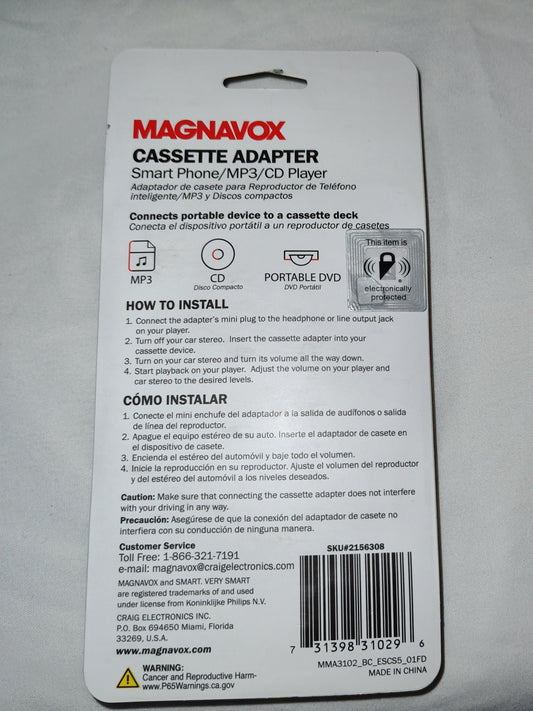 MAGNAVOX
CASSETTE ADAPTER
Smart Phone/MP3/CD Player
Adaptador de casete para Reproductor de Teléfono
inteligente/MP3 y Discos compactos
Connects portable device to a cassette deck
Conecta el dispositivo portátil a un reproductor de casetes
MP3
CD
Disco Compacto
PORTABLE DVD
DVD Portátil
This item is
electronically
protected
®
HOW TO INSTALL
1. Connect the adapter's mini plug to the headphone or line output jack
on your player.
2. Turn off your car stereo. Insert the cassette adapter into your
cassette device.
3. Turn on your car stereo and turn its volume all the way down.
4. Start playback on your player. Adjust the volume on your player and
car stereo to the desired levels.
CÓMO INSTALAR
1. Conecte el mini enchufe del adaptador a la salida de audífonos o salida
de línea del reproductor.
2. Apague el equipo estéreo de su auto. Inserte el adaptador de casete en
el dispositivo de casete.
3. Encienda el estéreo del automóvil y baje todo el volumen.
4. Inicie la reproducción en su reproductor. Ajuste el volumen del reproductor
y del estéreo del automóvil a los niveles deseados.
Caution: Make sure that connecting the cassette adapter does not interfere
with your driving in any way.
Precaución: Asegúrese de que la conexión del adaptador de casete no
interfiera con su conducción de ninguna manera.
Customer Service
Toll Free: 1-866-321-7191
e-mail: magnavox@craigelectronics.com
MAGNAVOX and SMART. VERY SMART
are registered trademarks of and used
under license from Koninklijke Philips N.V.
CRAIG ELECTRONICS INC.
P.O. Box 694650 Miami, Florida
33269, U.S.A.
www.magnavox.com
WARNING:
Cancer and Reproductive Harm-
www.P65Warnings.ca.gov
SKU#2156308
7 31398 31029 6
MMA3102_BC_ESCS5_01FD
MADE IN CHINA